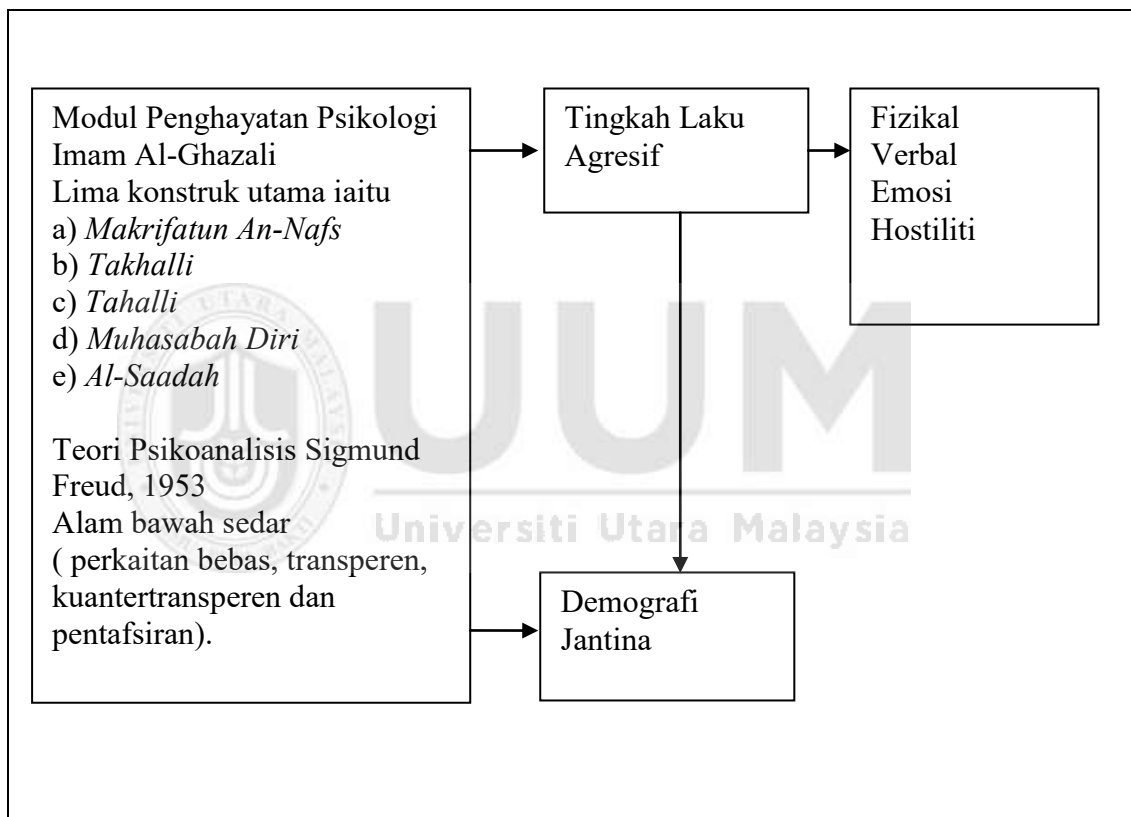 Modul Penghayatan Psikologi
Imam Al-Ghazali
Lima konstruk utama iaitu
a) Makrifatun An-Nafs
b) Takhalli
c) Tahalli
d) Muhasabah Diri
e) Al-Saadah
Teori Psikoanalisis Sigmund
Freud, 1953
Alam bawah sedar
( perkaitan bebas, transperen,
kuantertransperen dan
pentafsiran).
Tingkah Laku
Agresif
Fizikal
Verbal
Emosi
Hostiliti
Demografi
Jantina
UUM
Universiti Utara Malaysia